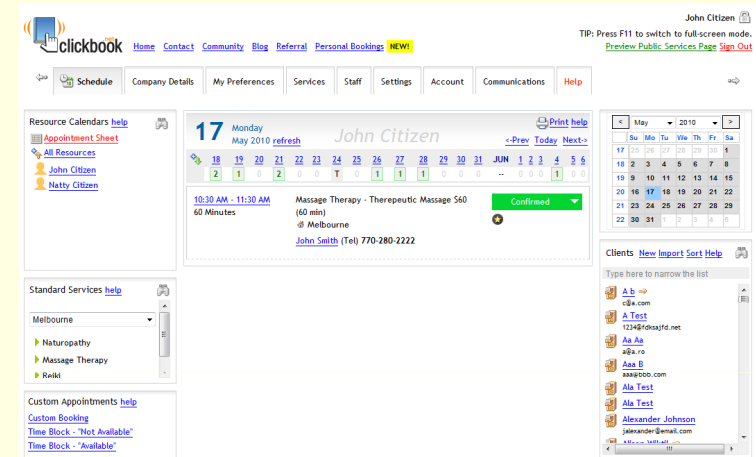 John Citizen
TIP: Press F11 to switch to full-screen mode.
clickbook.net Home Contact Community Blog Referral Personal Bookings NEW! Preview Public Services Page Sign Out
Schedule Company Details My Preferences Services Staff Settings Account Communications Help
Resource Calendars help
Appointment Sheet
All Resources
John Citizen
Natty Citizen
17 Monday
May 2010 refresh
John Citizen
Print help
<-Prev Today Next->
18 19 20 21 22 23 24 25 26 27 28 29 30 31 JUN 1 2 3 4 5 6
2 1 0 2 0 0 T 0 1 1 1 0 0 0 -- 0 0 0 1 0 0
10:30 AM - 11:30 AM
60 Minutes
Massage Therapy - Therepeutic Massage $60
(60 min)
@ Melbourne
John Smith (Tel) 770-280-2222
Confirmed
< May 2010 >
Su Mo Tu We Th Fr Sa
17 25 26 27 28 29 30 1
18 2 3 4 5 6 7 8
19 9 10 11 12 13 14 15
20 16 17 18 19 20 21 22
21 23 24 25 26 27 28 29
22 30 31 1 2 3 4 5
Standard Services help
Melbourne
Naturopathy
Massage Therapy
Reiki
Custom Appointments help
Custom Booking
Time Block - "Not Available"
Time Block - "Available"
Clients New Import Sort Help
Type here to narrow the list
A b
c@a.com
A Test
1234@fdksajfd.net
Aa Aa
a@a.ro
Aaa B
aaa@bbb.com
Ala Test
Ala Test
Alexander Johnson
jalexander@email.com